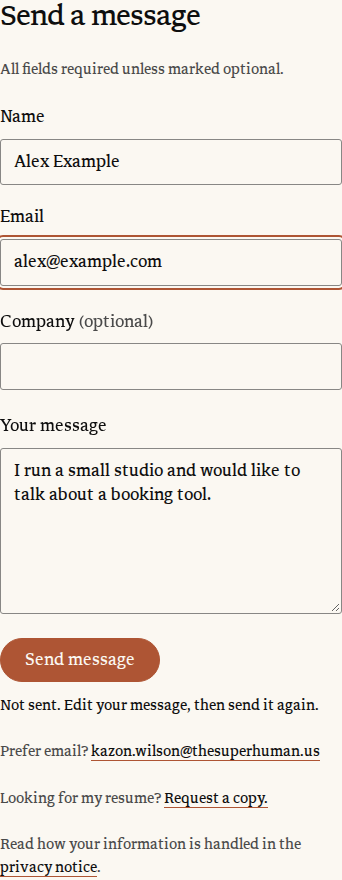 Send a message
All fields required unless marked optional.
Name
Alex Example
Email
alex@example.com
Company (optional)
Your message
I run a small studio and would like to
talk about a booking tool.
Send message
Not sent. Edit your message, then send it again.
Prefer email? kazon.wilson@thesuperhuman.us
Looking for my resume? Request a copy.
Read how your information is handled in the
privacy notice.